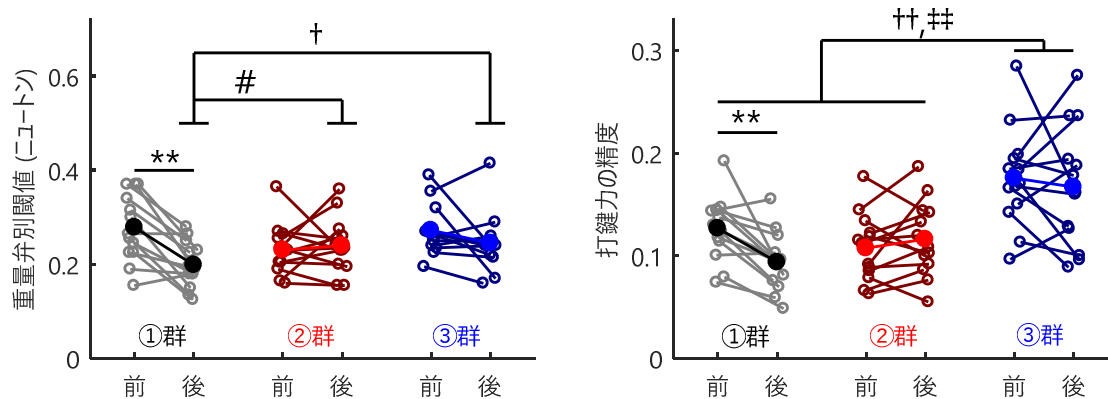 重量弁別閾値 (ニュートン)
0.6
0.4
0.2
0
†
#
**
①群
②群
③群
前
後
前
後
前
後
打鍵力の精度
0.3
0.2
0.1
0
††,‡‡
**
①群
②群
③群
前
後
前
後
前
後